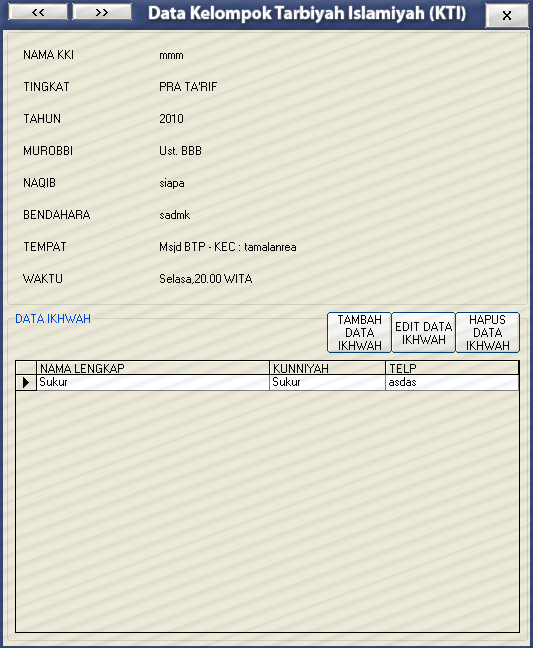 << >> Data Kelompok Tarbiyah Islamiyah (KTI) X
NAMA KKI mmm
TINGKAT PRA TA'RIF
TAHUN 2010
MUROBBI Ust. BBB
NAQIB siapa
BENDAHARA sadmk
TEMPAT Msjd BTP - KEC : tamalanrea
WAKTU Selasa,20.00 WITA
DATA IKHWAH
TAMBAH
DATA
IKHWAH
EDIT DATA
IKHWAH
HAPUS
DATA
IKHWAH
NAMA LENGKAP KUNNIYAH TELP
Sukur Sukur asdas